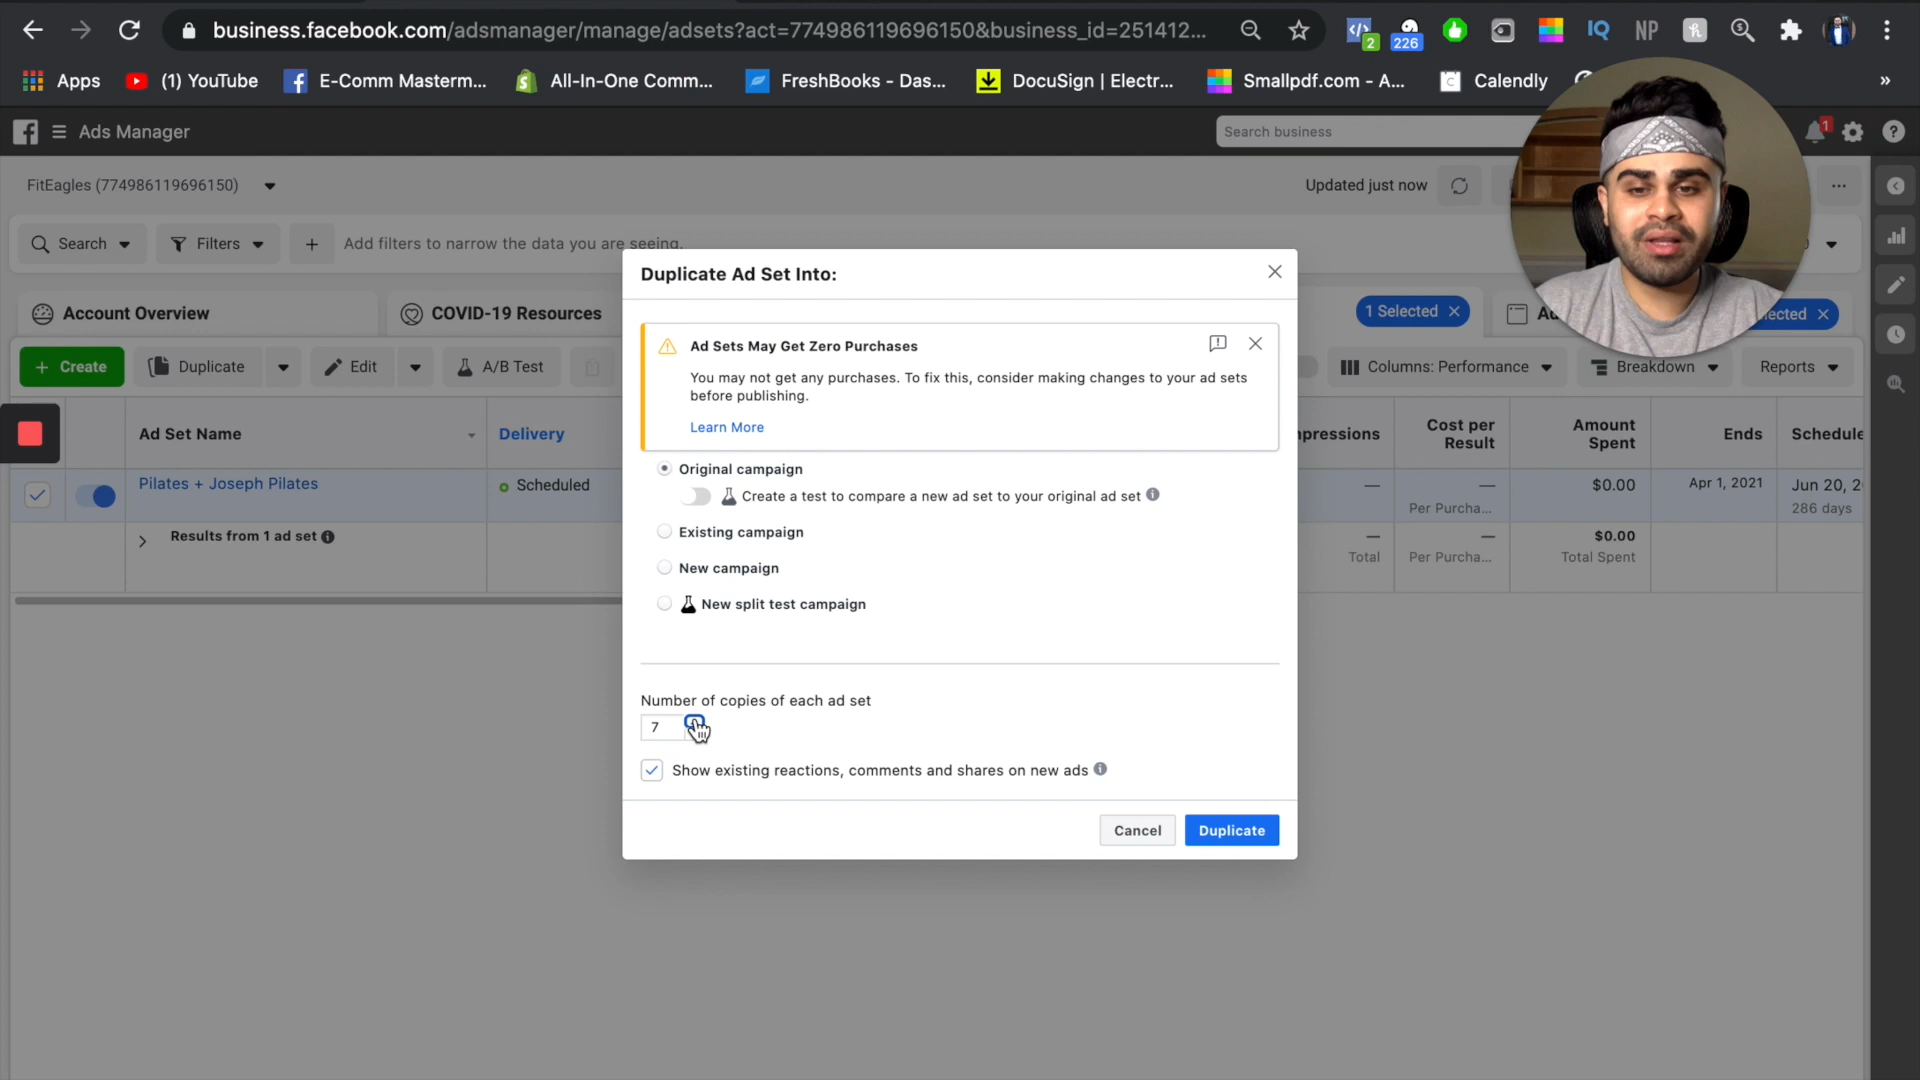 business.facebook.com/adsmanager/manage/adsets?act=774986119696150&business_id=251412...
2
226
IQ
NP
Apps
(1) YouTube
E-Comm Masterm...
All-In-One Comm...
FreshBooks - Das...
DocuSign | Electr...
Smallpdf.com - A...
Calendly
»
Ads Manager
Search business
1
FitEagles (774986119696150)
Updated just now
Search
Filters
Add filters to narrow the data you are seeing.
Account Overview
COVID-19 Resources
1 Selected
Create
Duplicate
Edit
A/B Test
Columns: Performance
Breakdown
Reports
Ad Set Name
Delivery
Cost per
Result
Amount
Spent
Ends
Schedule
Pilates + Joseph Pilates
Scheduled
—
—
Per Purcha...
$0.00
Apr 1, 2021
Jun 20, 2
286 days
Results from 1 ad set
—
Total
—
Per Purcha...
$0.00
Total Spent
Duplicate Ad Set Into:
Ad Sets May Get Zero Purchases
You may not get any purchases. To fix this, consider making changes to your ad sets
before publishing.
Learn More
Original campaign
Create a test to compare a new ad set to your original ad set
Existing campaign
New campaign
New split test campaign
Number of copies of each ad set
7
Show existing reactions, comments and shares on new ads
Cancel
Duplicate